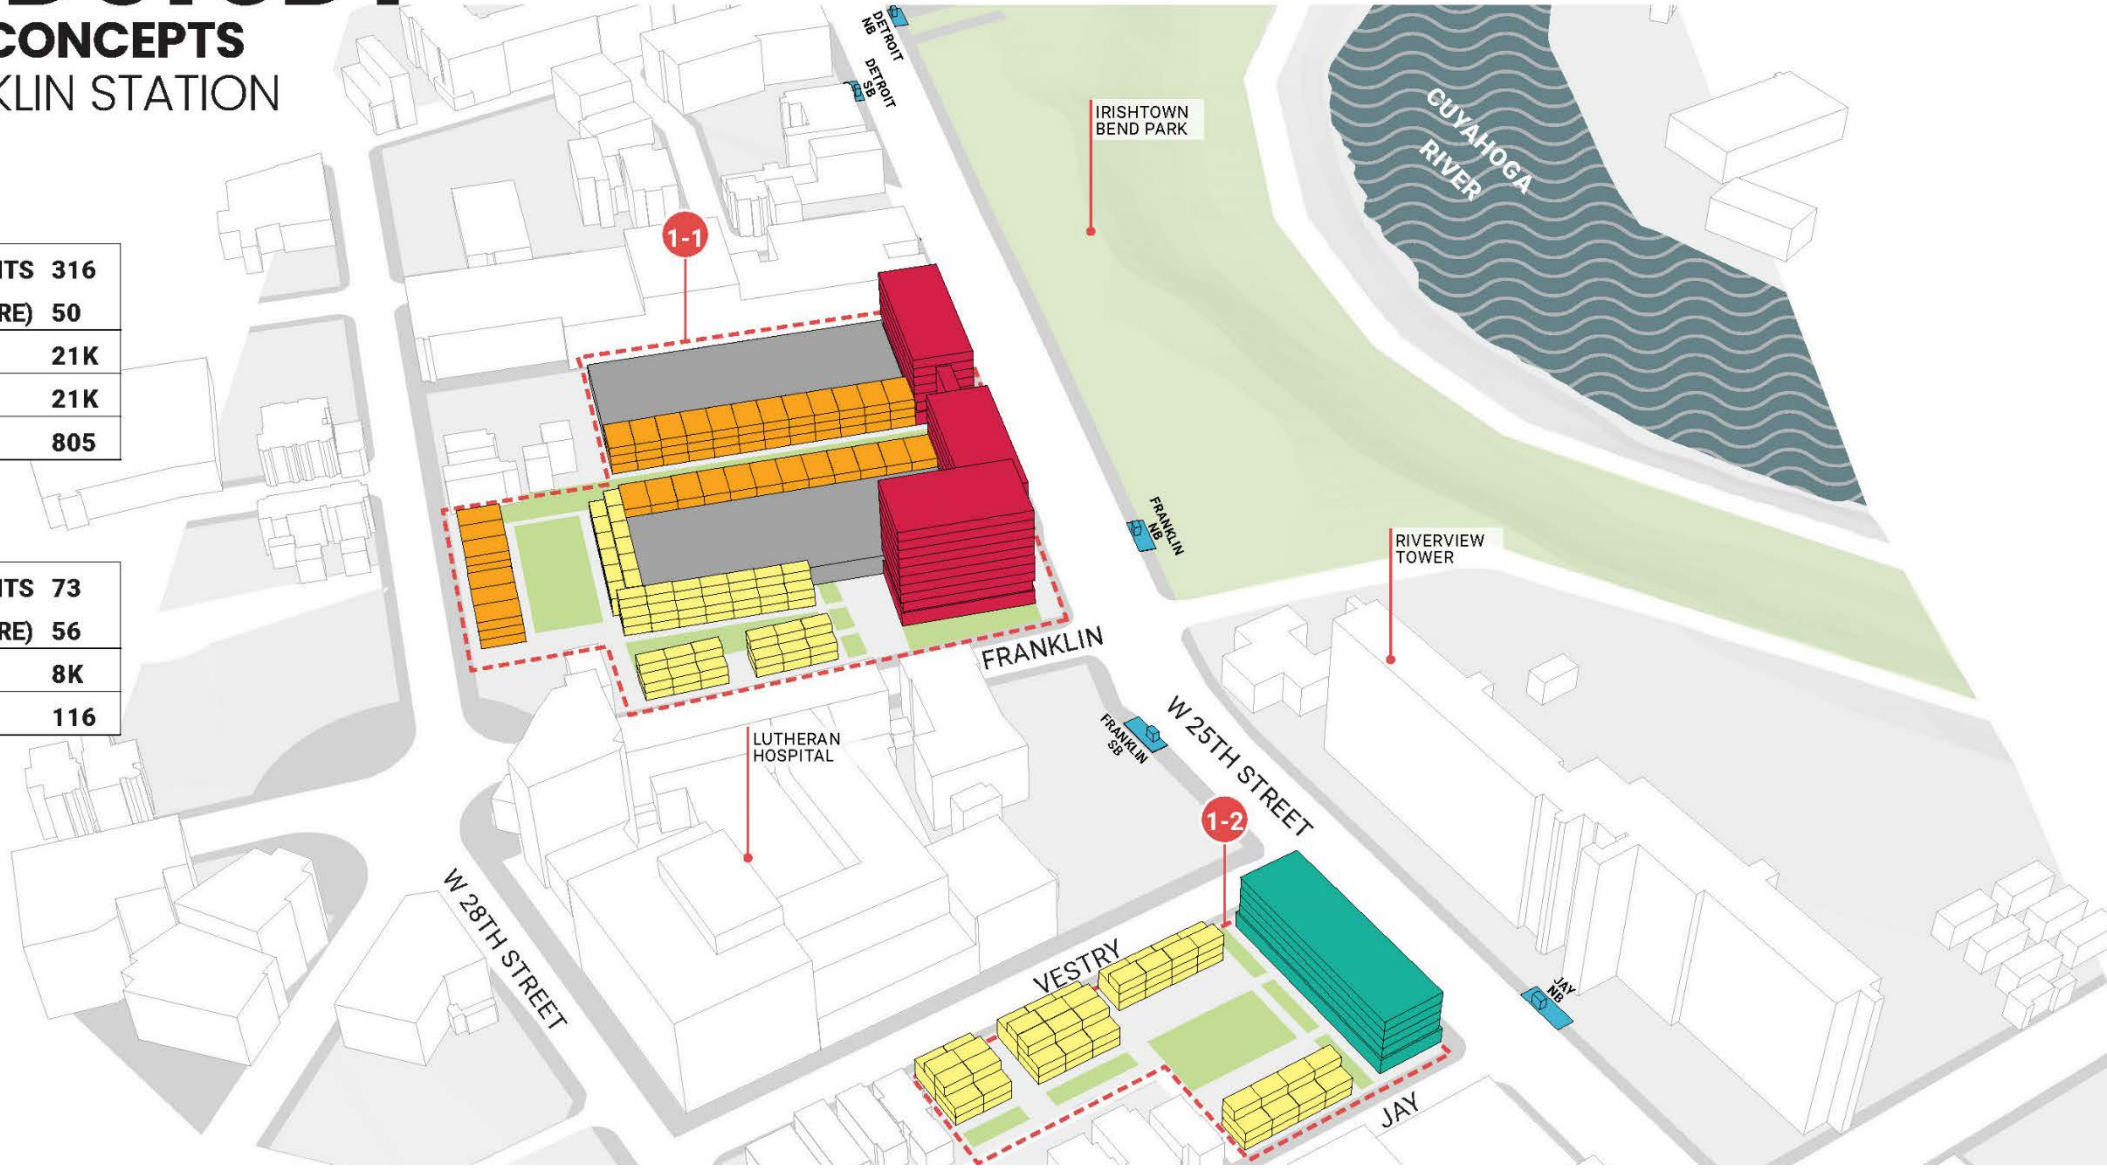 CONCEPTS
KLIN STATION
ITS 316
RE) 50
21K
21K
805
ITS 73
RE) 56
8K
116
DETROIT
NB
DETROIT
SB
IRISHTOWN
BEND PARK
CUYAHOGA
RIVER
1-1
FRANKLIN
NB
RIVERVIEW
TOWER
FRANKLIN
FRANKLIN
SB
W 25TH STREET
LUTHERAN
HOSPITAL
1-2
W 28TH STREET
VESTRY
JAY
NB
JAY